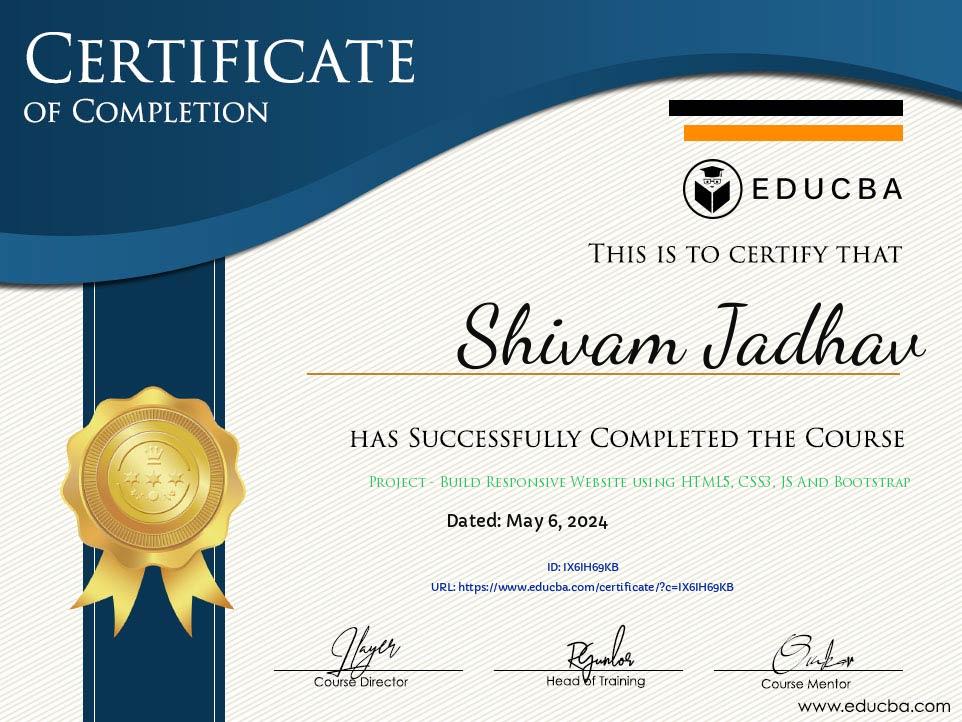 CERTIFICATE
OF COMPLETION
EDUCBA
THIS IS TO CERTIFY THAT
Shivam Jadhav
HAS SUCCESSFULLY COMPLETED THE COURSE
PROJECT - BUILD RESPONSIVE WEBSITE USING HTML5, CSS3, JS AND BOOTSTRAP
Dated: May 6, 2024
ID: IX6IH69KB
URL: https://www.educba.com/certificate/?c=IX6IH69KB
Course Director
Head of Training
Course Mentor
www.educba.com